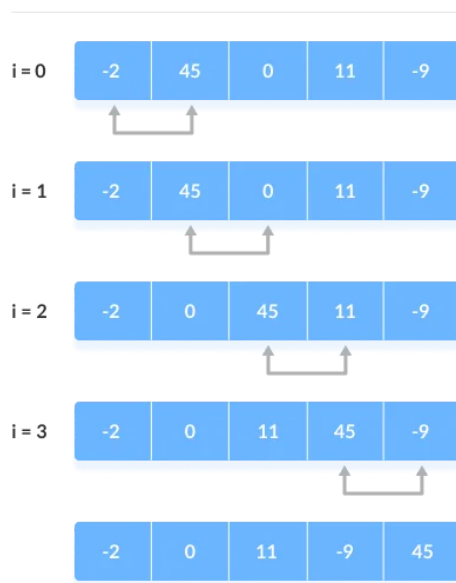 i = 0 -2 45 0 11 -9
i = 1 -2 45 0 11 -9
i = 2 -2 0 45 11 -9
i = 3 -2 0 11 45 -9
-2 0 11 -9 45